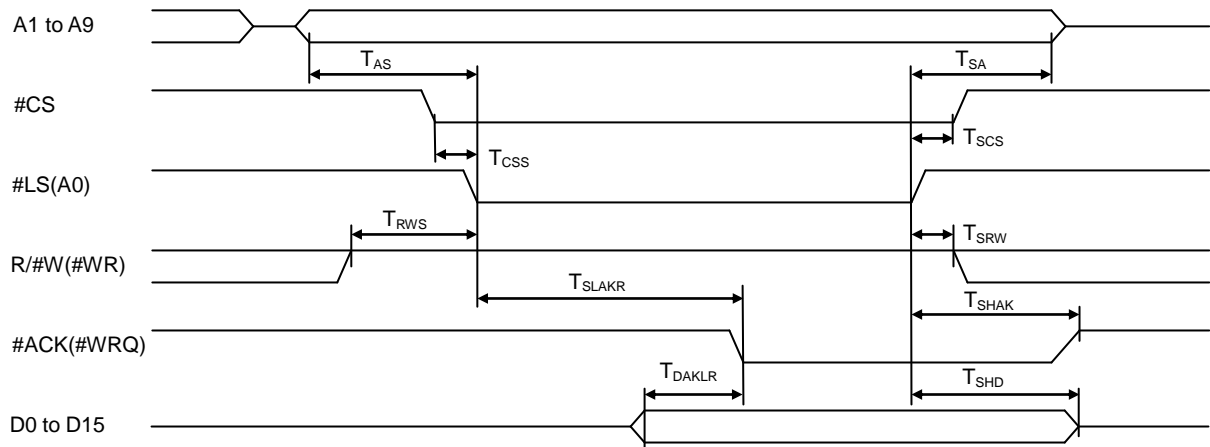 A1 to A9
TAS
TSA
#CS
TCSS
TSCS
#LS(A0)
TRWS
TSRW
R/#W(#WR)
TSLAKR
TSHAK
#ACK(#WRQ)
TDAKLR
TSHD
D0 to D15